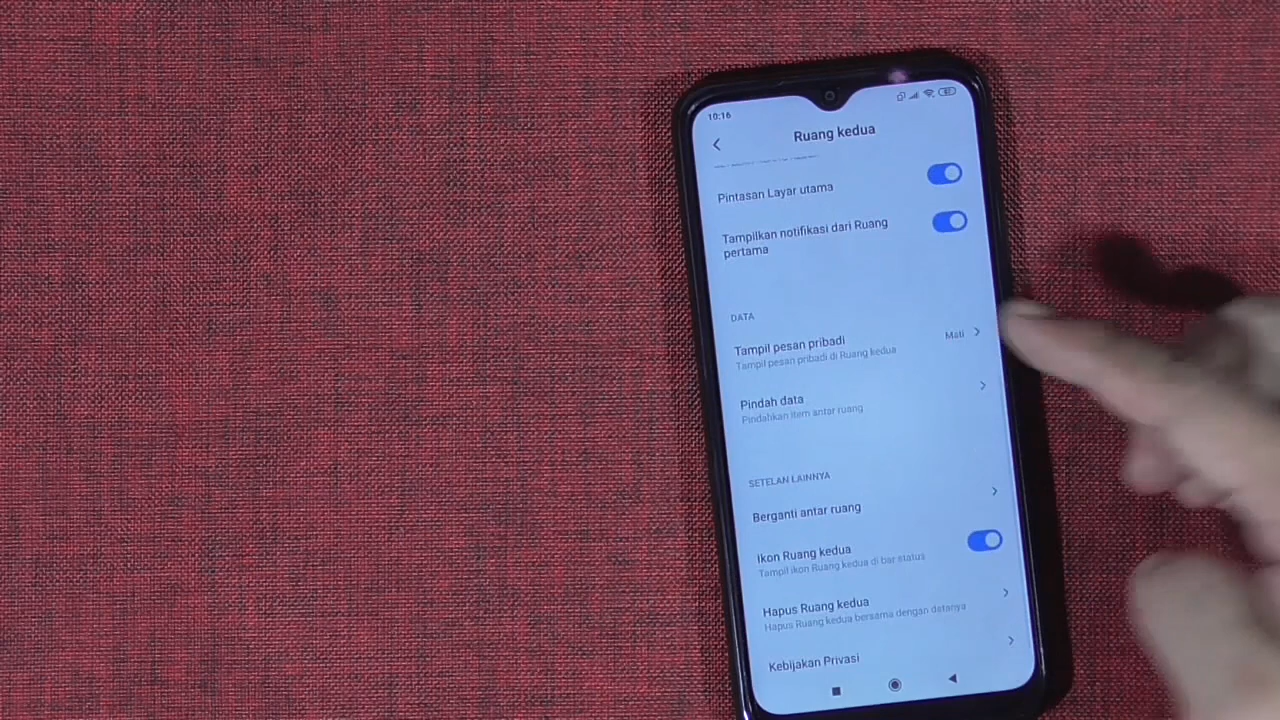 10:16
Ruang kedua
Pintasan Layar utama
Tampilkan notifikasi dari Ruang
pertama
DATA
Tampil pesan pribadi
Mati
Tampil pesan pribadi di Ruang kedua
Pindah data
Pindahkan item antar ruang
SETELAN LAINNYA
Berganti antar ruang
Ikon Ruang kedua
Tampil ikon Ruang kedua di bar status
Hapus Ruang kedua
Hapus Ruang kedua bersama dengan datanya
Kebijakan Privasi